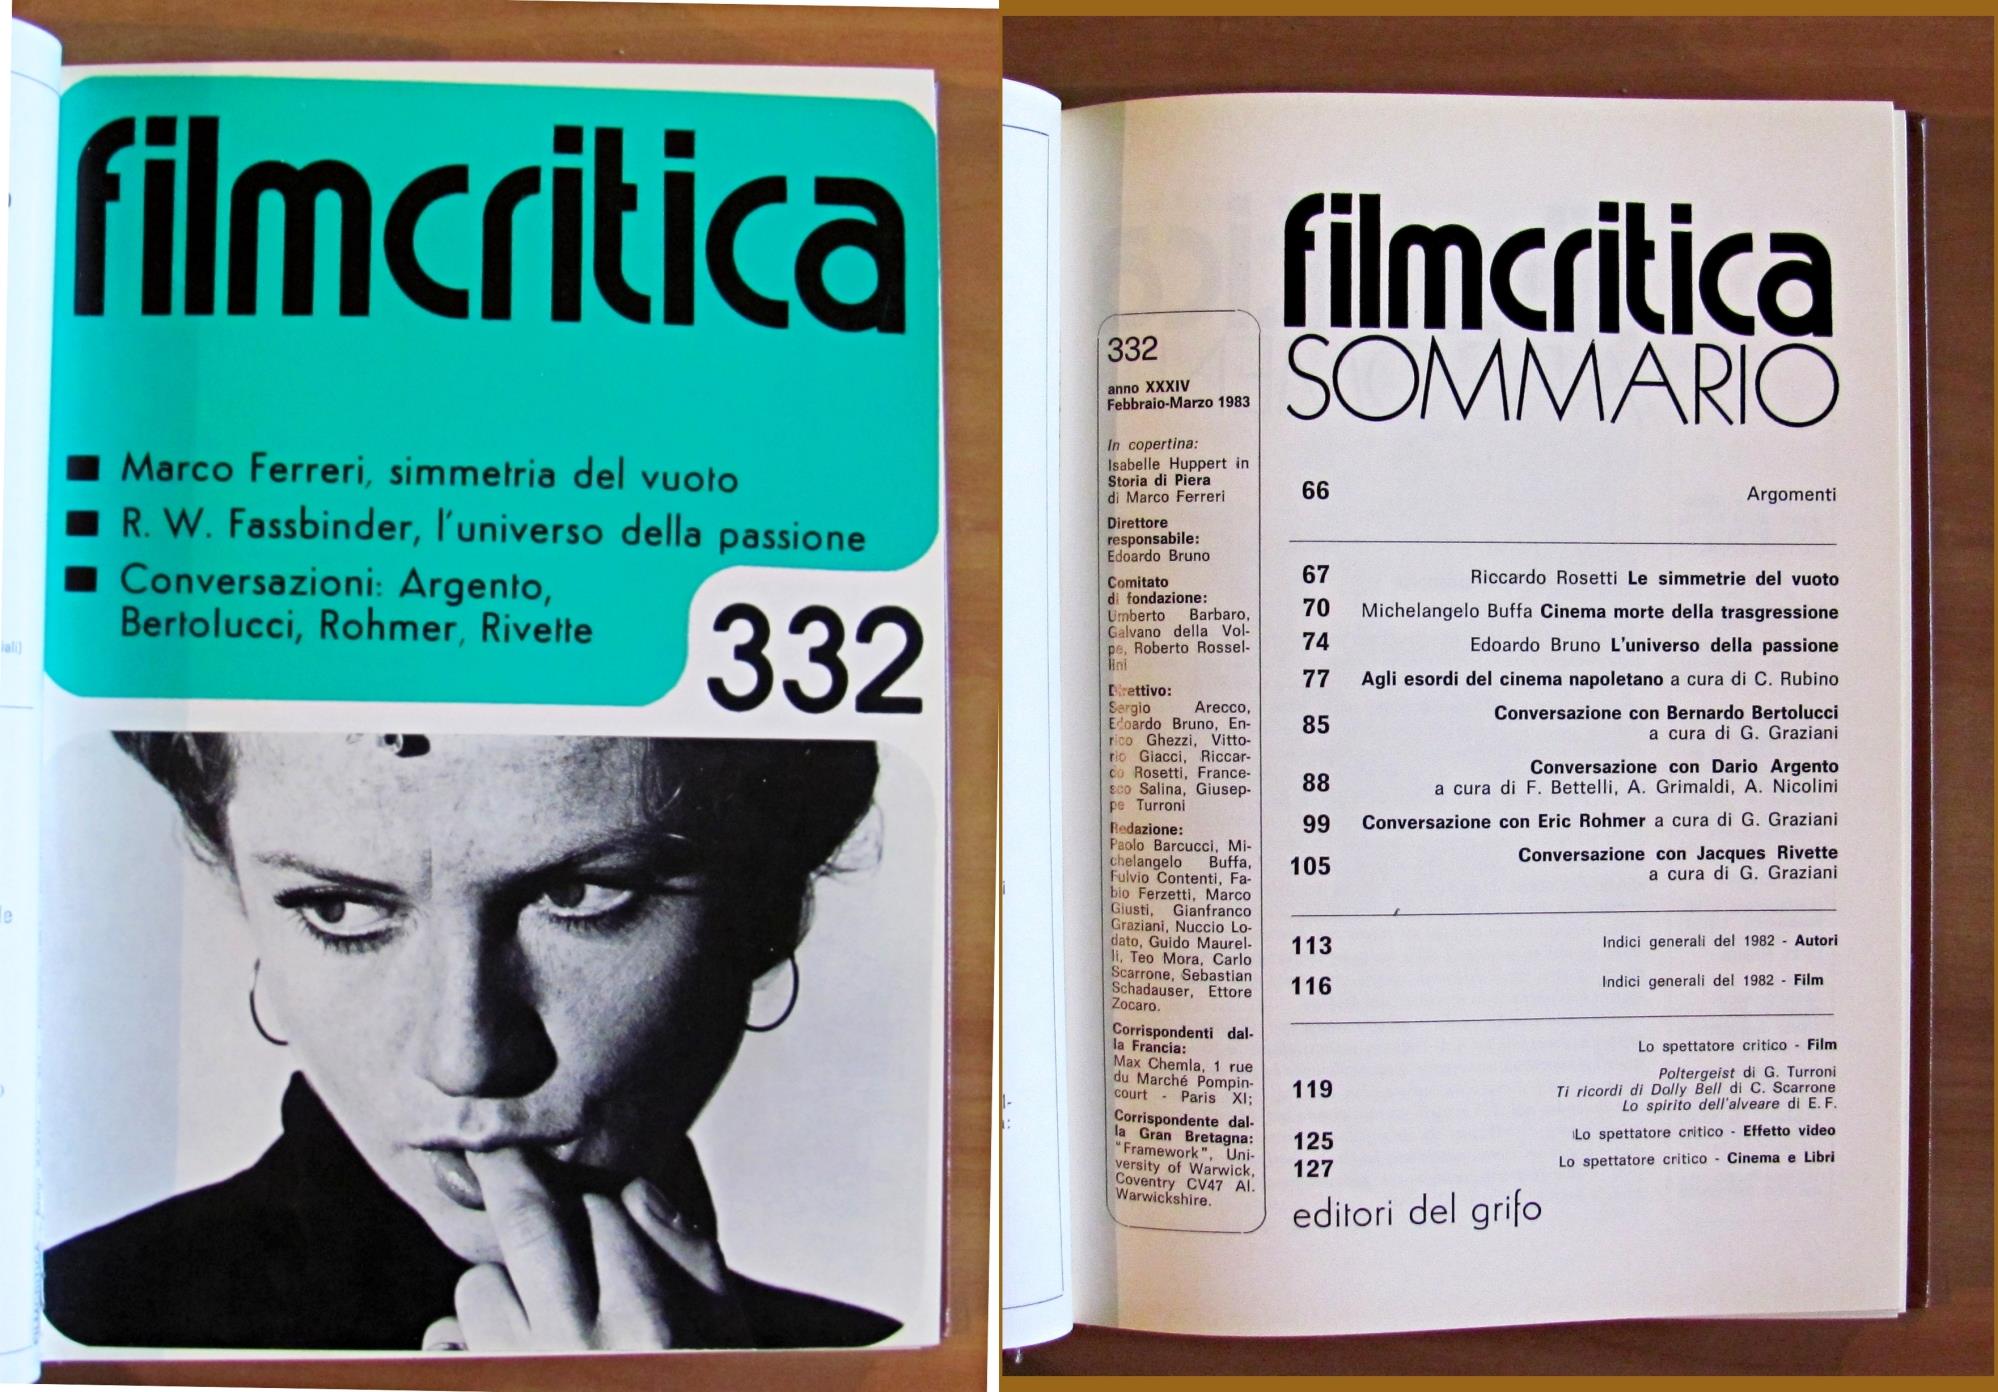 filmcritica
Marco Ferreri, simmetria del vuoto
R. W. Fassbinder, l'universo della passione
Conversazioni: Argento,
Bertolucci, Rohmer, Rivette
332
filmcritica
SOMMARIO
332
anno XXXIV
Febbraio-Marzo 1983
In copertina:
Isabelle Huppert in
Storia di Piera
di Marco Ferreri
Direttore
responsabile:
Edoardo Bruno
Comitato
di fondazione:
Umberto Barbaro,
Galvano della Vol-
pe, Roberto Rossel-
lini
Direttivo:
Sergio Arecco,
Edoardo Bruno, En-
rico Ghezzi, Vitto-
rio Giacci, Riccar-
do Rosetti, France-
sco Salina, Giusep-
pe Turroni
Redazione:
Paolo Barcucci, Mi-
chelangelo Buffa,
Fulvio Contenti, Fa-
bio Ferzetti, Marco
Giusti, Gianfranco
Graziani, Nuccio Lo-
dato, Guido Maurel-
li, Teo Mora, Carlo
Scarrone, Sebastian
Schadauser, Ettore
Zocaro.
Corrispondenti dal-
la Francia:
Max Chemla, 1 rue
du Marché Pompin-
court - Paris XI;
Corrispondente dal-
la Gran Bretagna:
"Framework", Uni-
versity of Warwick,
Coventry CV47 Al.
Warwickshire.
66 Argomenti
67 Riccardo Rosetti Le simmetrie del vuoto
70 Michelangelo Buffa Cinema morte della trasgressione
74 Edoardo Bruno L'universo della passione
77 Agli esordi del cinema napoletano a cura di C. Rubino
85 Conversazione con Bernardo Bertolucci
a cura di G. Graziani
88 Conversazione con Dario Argento
a cura di F. Bettelli, A. Grimaldi, A. Nicolini
99 Conversazione con Eric Rohmer a cura di G. Graziani
105 Conversazione con Jacques Rivette
a cura di G. Graziani
113 Indici generali del 1982 - Autori
116 Indici generali del 1982 - Film
Lo spettatore critico - Film
119 Poltergeist di G. Turroni
Ti ricordi di Dolly Bell di C. Scarrone
Lo spirito dell'alveare di E.F.
125 Lo spettatore critico - Effetto video
127 Lo spettatore critico - Cinema e Libri
editori del grifo